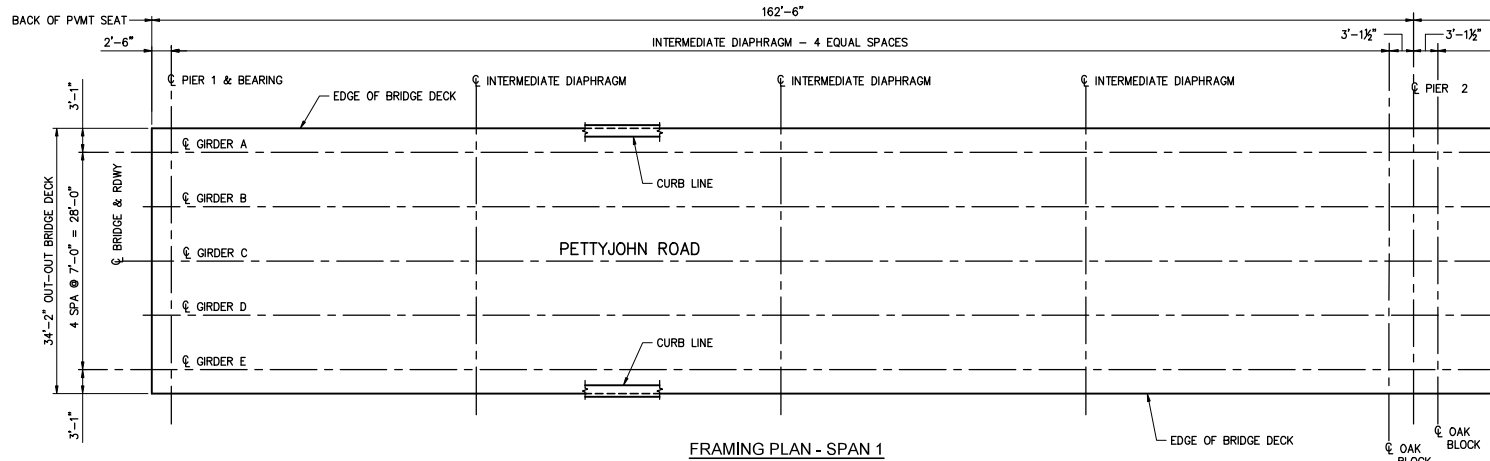 162'-6"
BACK OF PVMT SEAT
2'-6"
INTERMEDIATE DIAPHRAGM - 4 EQUAL SPACES
3'-1½"
3'-1½"
℄ PIER 1 & BEARING
℄ INTERMEDIATE DIAPHRAGM
℄ INTERMEDIATE DIAPHRAGM
℄ INTERMEDIATE DIAPHRAGM
℄ PIER 2
3'-1"
EDGE OF BRIDGE DECK
℄ GIRDER A
CURB LINE
℄ GIRDER B
34'-2" OUT-OUT BRIDGE DECK
4 SPA @ 7'-0" = 28'-0"
℄ BRIDGE & RDWY
PETTYJOHN ROAD
℄ GIRDER C
℄ GIRDER D
CURB LINE
℄ GIRDER E
3'-1"
EDGE OF BRIDGE DECK
℄ OAK
BLOCK
℄ OAK
BLOCK
FRAMING PLAN - SPAN 1